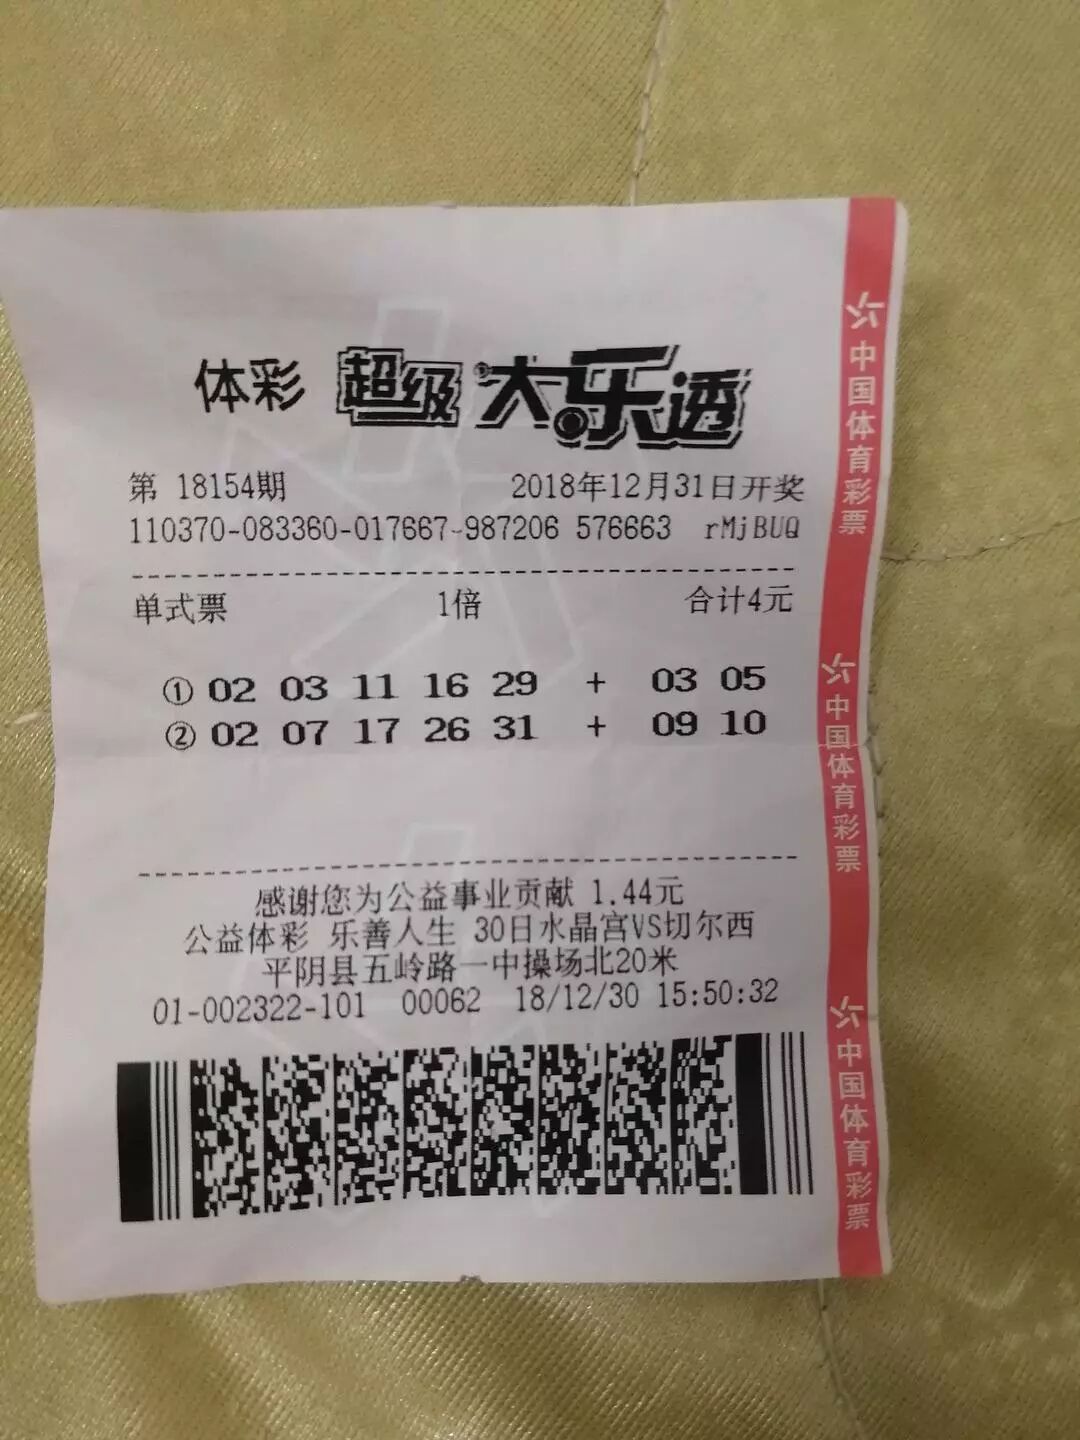 体彩 超级大乐透
第 18154期 2018年12月31日开奖
110370-083360-017667-987206 576663 rMjBUQ
单式票 1倍 合计4元
① 02 03 11 16 29 + 03 05
② 02 07 17 26 31 + 09 10
感谢您为公益事业贡献 1.44元
公益体彩 乐善人生 30日水晶宫VS切尔西
平阴县五岭路一中操场北20米
01-002322-101 00062 18/12/30 15:50:32
中国体育彩票
中国体育彩票
中国体育彩票